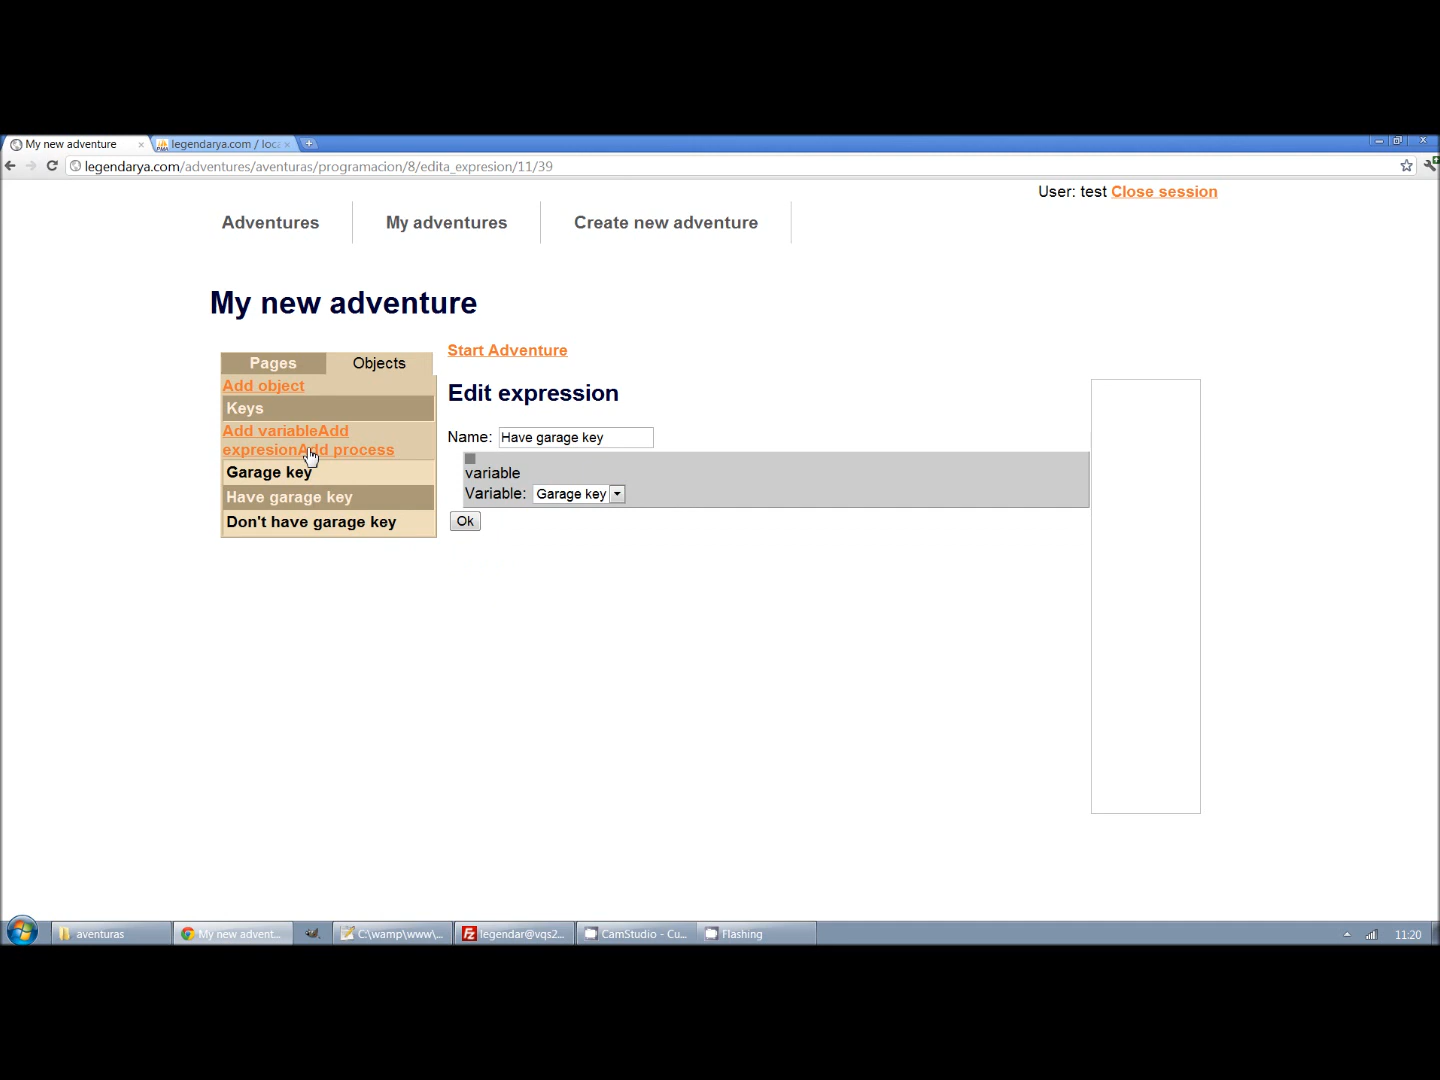 My new adventure
legendarya.com / loca
legendarya.com/adventures/aventuras/programacion/8/edita_expresion/11/39
User: test Close session
Adventures My adventures Create new adventure
My new adventure
Pages Objects
Start Adventure
Add object
Keys
Add variableAdd
expresionAdd process
Garage key
Have garage key
Don't have garage key
Edit expression
Name: Have garage key
variable
Variable: Garage key
Ok
aventuras
My new advent...
C:\wamp\www\...
legendar@vqs2...
CamStudio - Cu...
Flashing
11:20